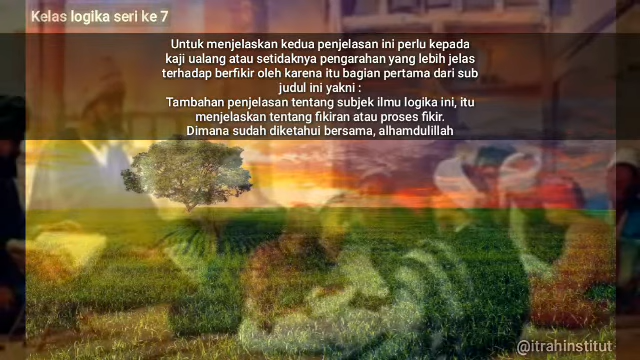 Kelas logika seri ke 7
Untuk menjelaskan kedua penjelasan ini perlu kepada
kaji ualang atau setidaknya pengarahan yang lebih jelas
terhadap berfikir oleh karena itu bagian pertama dari sub
judul ini yakni :
Tambahan penjelasan tentang subjek ilmu logika ini, itu
menjelaskan tentang fikiran atau proses fikir.
Dimana sudah diketahui bersama, alhamdulillah
@itrahinstitut